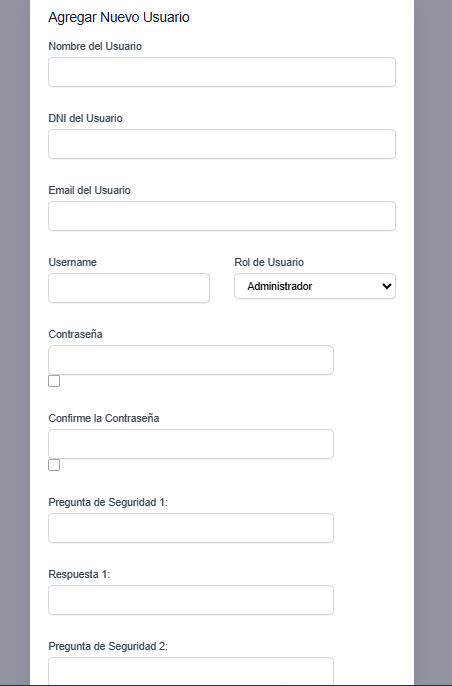 Agregar Nuevo Usuario
Nombre del Usuario
DNI del Usuario
Email del Usuario
Username Rol de Usuario
Administrador
Contraseña
Confirme la Contraseña
Pregunta de Seguridad 1:
Respuesta 1:
Pregunta de Seguridad 2: